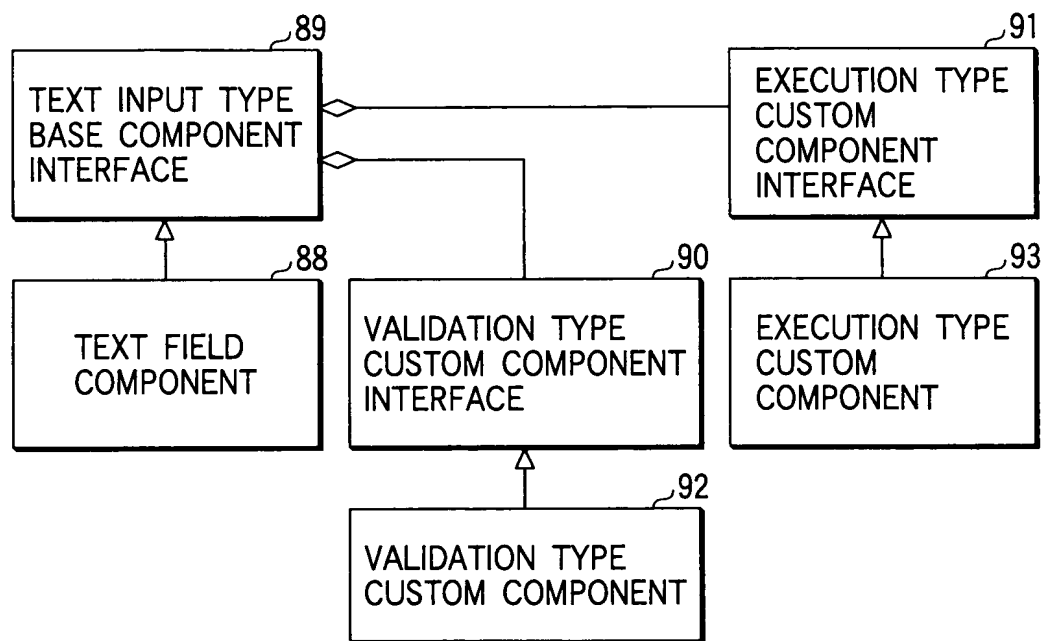 89
TEXT INPUT TYPE
BASE COMPONENT
INTERFACE
91
EXECUTION TYPE
CUSTOM
COMPONENT
INTERFACE
88
TEXT FIELD
COMPONENT
90
VALIDATION TYPE
CUSTOM COMPONENT
INTERFACE
93
EXECUTION TYPE
CUSTOM
COMPONENT
92
VALIDATION TYPE
CUSTOM COMPONENT